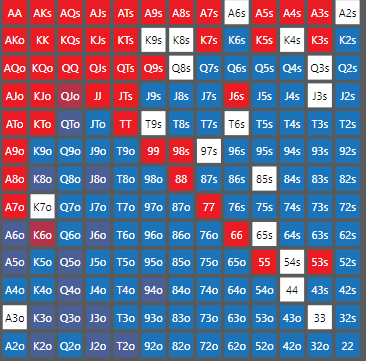 AA AKs AQs AJs ATs A9s A8s A7s A6s A5s A4s A3s A2s
AKo KK KQs KJs KTs K9s K8s K7s K6s K5s K4s K3s K2s
AQo KQo QQ QJs QTs Q9s Q8s Q7s Q6s Q5s Q4s Q3s Q2s
AJo KJo QJo JJ JTs J9s J8s J7s J6s J5s J4s J3s J2s
ATo KTo QTo JTo TT T9s T8s T7s T6s T5s T4s T3s T2s
A9o K9o Q9o J9o T9o 99 98s 97s 96s 95s 94s 93s 92s
A8o K8o Q8o J8o T8o 98o 88 87s 86s 85s 84s 83s 82s
A7o K7o Q7o J7o T7o 97o 87o 77 76s 75s 74s 73s 72s
A6o K6o Q6o J6o T6o 96o 86o 76o 66 65s 64s 63s 62s
A5o K5o Q5o J5o T5o 95o 85o 75o 65o 55 54s 53s 52s
A4o K4o Q4o J4o T4o 94o 84o 74o 64o 54o 44 43s 42s
A3o K3o Q3o J3o T3o 93o 83o 73o 63o 53o 43o 33 32s
A2o K2o Q2o J2o T2o 92o 82o 72o 62o 52o 42o 32o 22